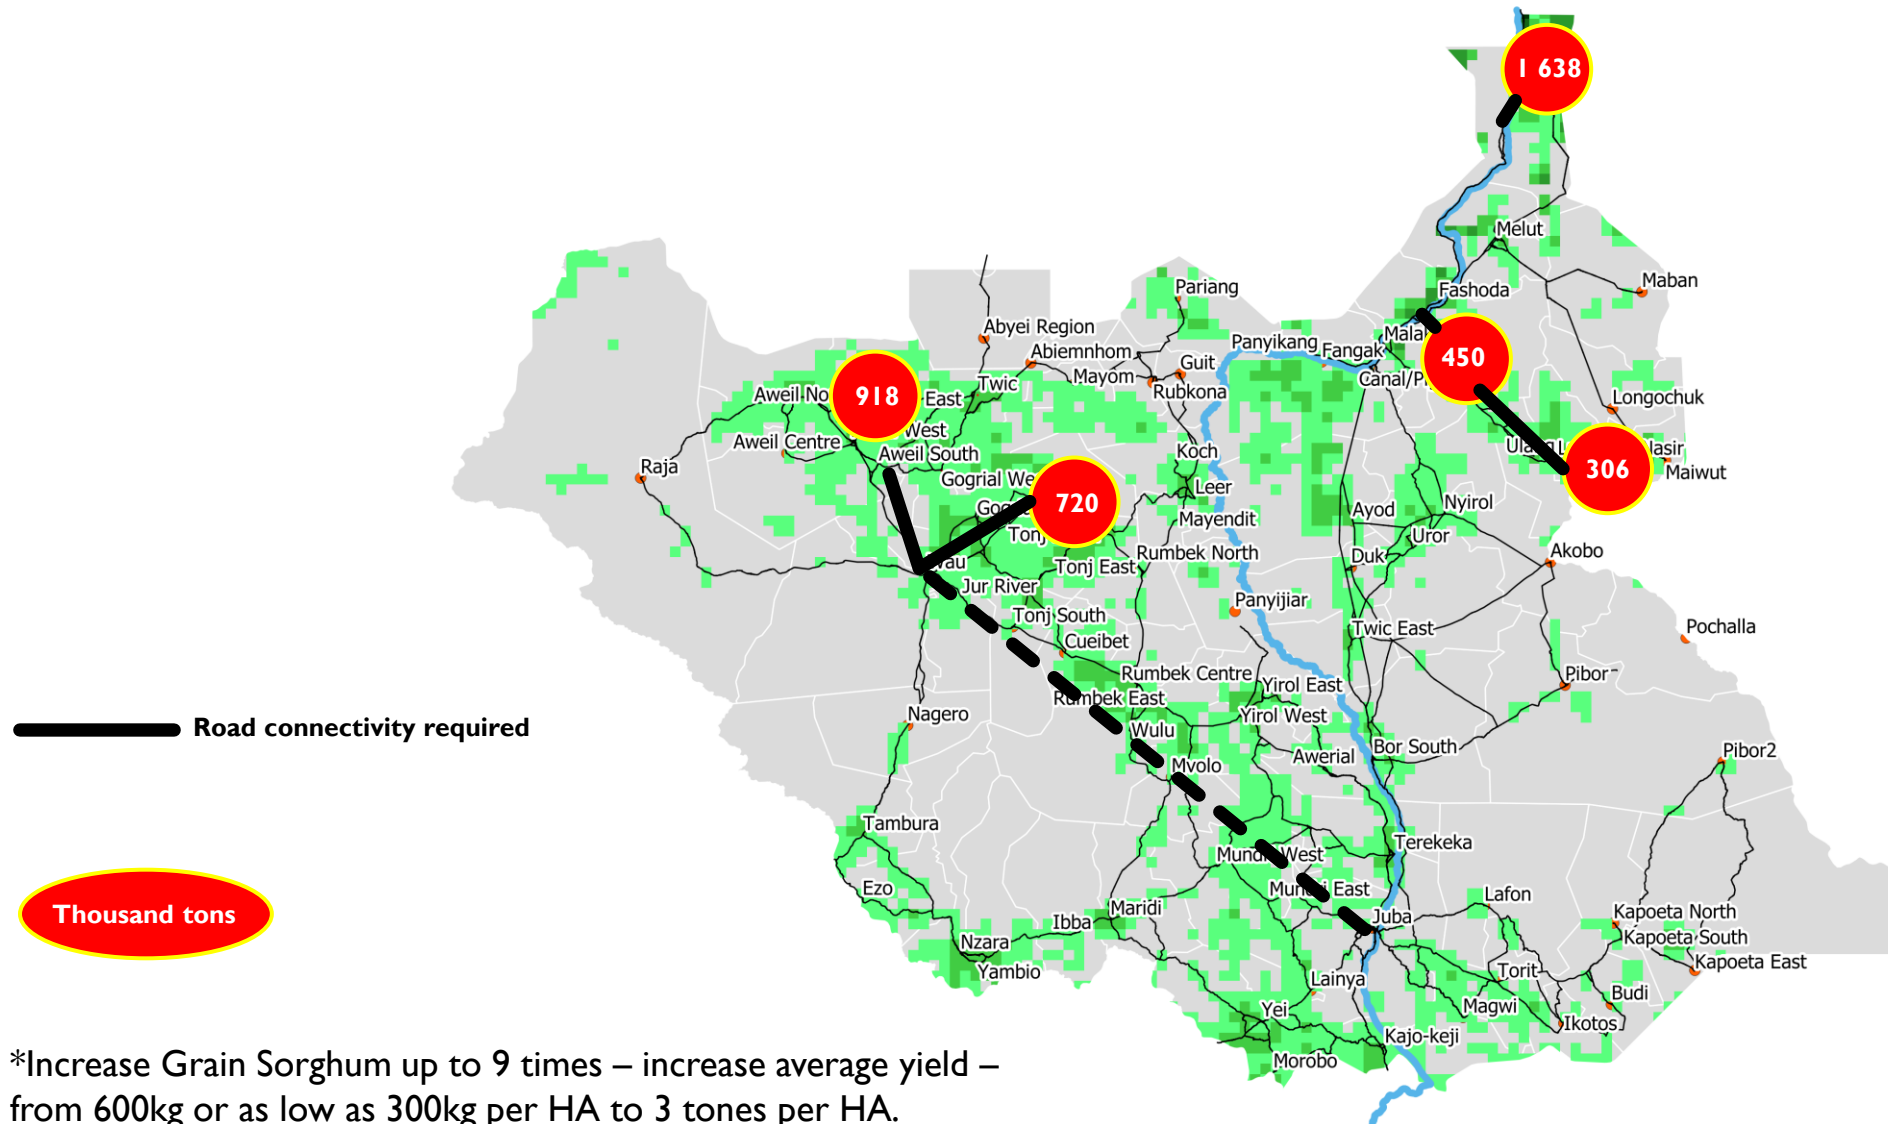 1 638
Melut
Maban
Fashoda
Pariang
Abyei Region
Panyikang
Fangak
Abiemnhom
Guit
450
Mayom
Rubkona
Twic
918
East
Longochuk
West
Aweil Centre
Aweil South
Koch
306
Maiwut
Raja
Leer
720
Nyirol
Ayod
Mayendit
Uror
Duk
Akobo
Rumbek North
Tonj East
Jur River
Panyijiar
Tonj South
Twic East
Pochalla
Cueibet
Rumbek Centre
Pibor
Yirol East
Rumbek East
Nagero
Yirol West
Road connectivity required
Wulu
Bor South
Pibor2
Awerial
Mvolo
Tambura
Terekeka
West
East
Ezo
Lafon
Maridi
Thousand tons
Juba
Kapoeta North
Ibba
Kapoeta South
Nzara
Kapoeta East
Yambio
Torit
Lainya
Budi
Magwi
Yei
Ikotos
Kajo-keji
Morobo
*Increase Grain Sorghum up to 9 times – increase average yield –
from 600kg or as low as 300kg per HA to 3 tones per HA.